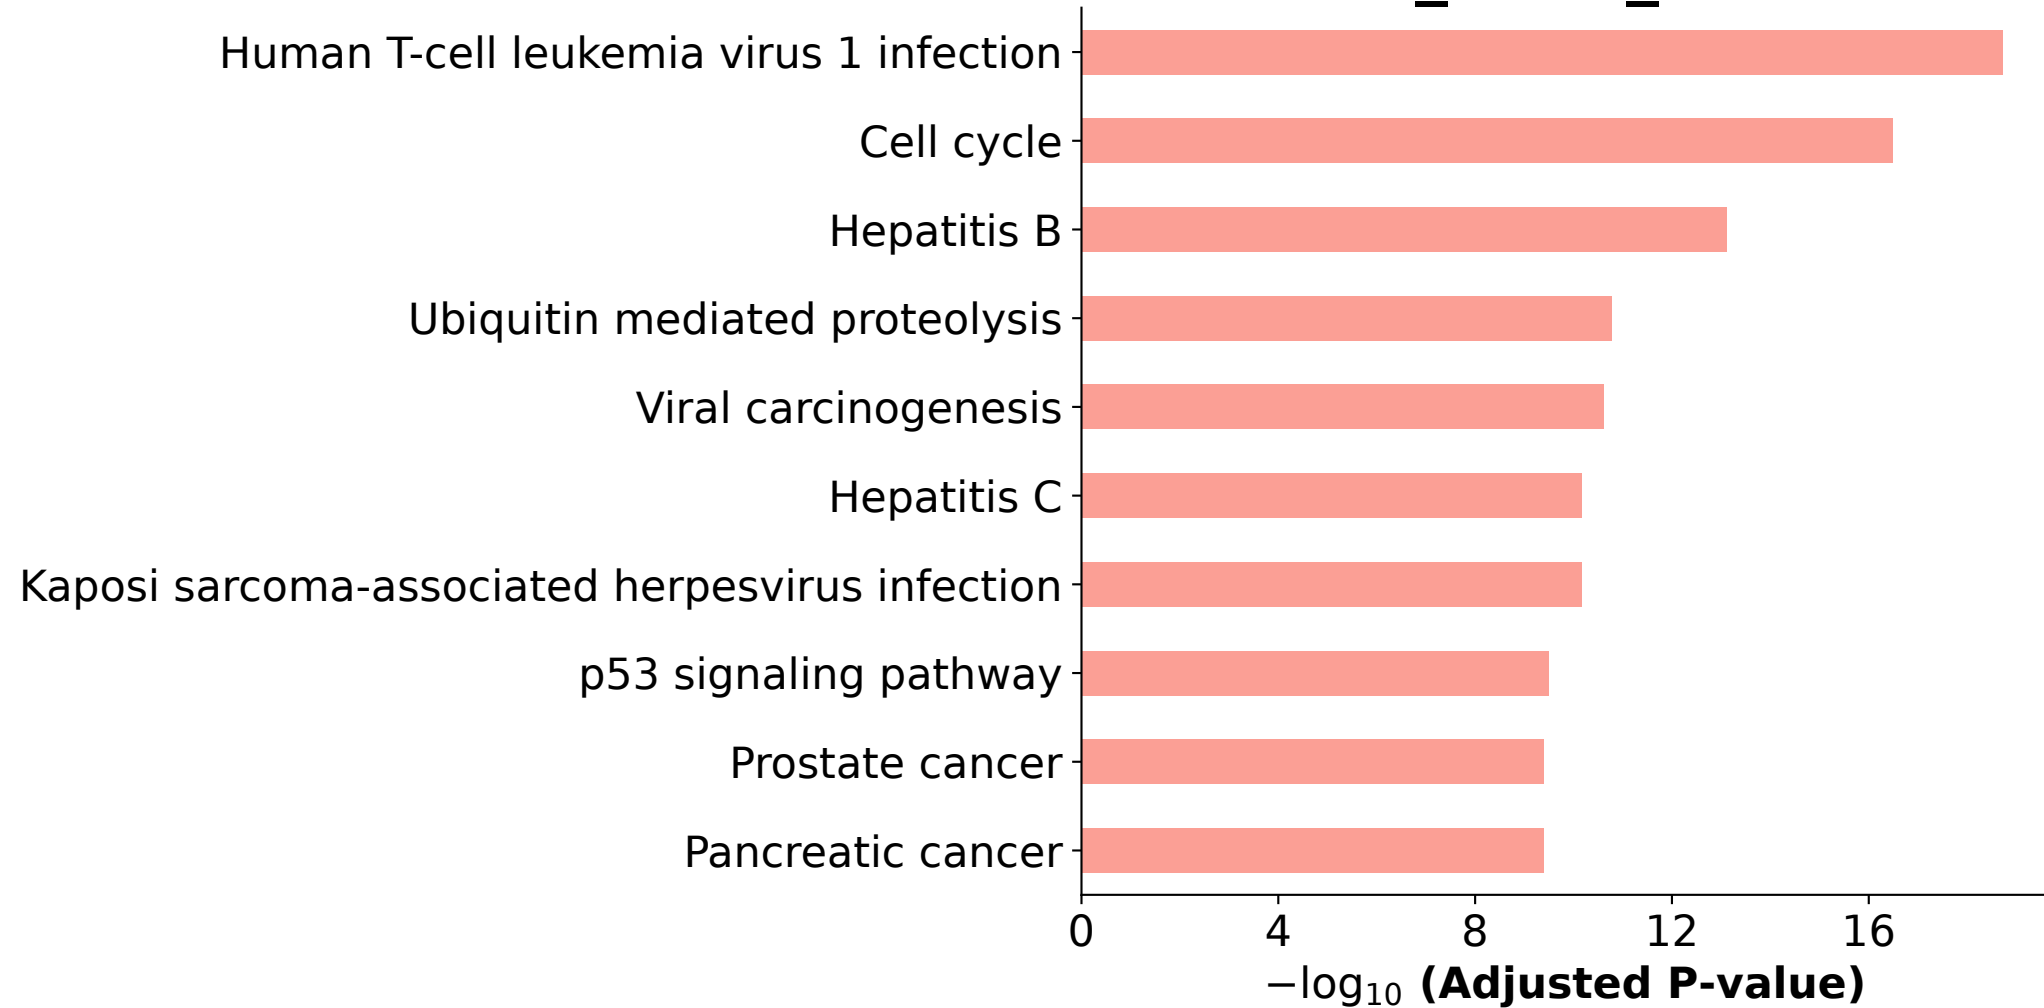 Human T-cell leukemia virus 1 infection
Cell cycle
Hepatitis B
Ubiquitin mediated proteolysis
Viral carcinogenesis
Hepatitis C
Kaposi sarcoma-associated herpesvirus infection
p53 signaling pathway
Prostate cancer
Pancreatic cancer
0 4 8 12 16
−log₁₀ (Adjusted P-value)